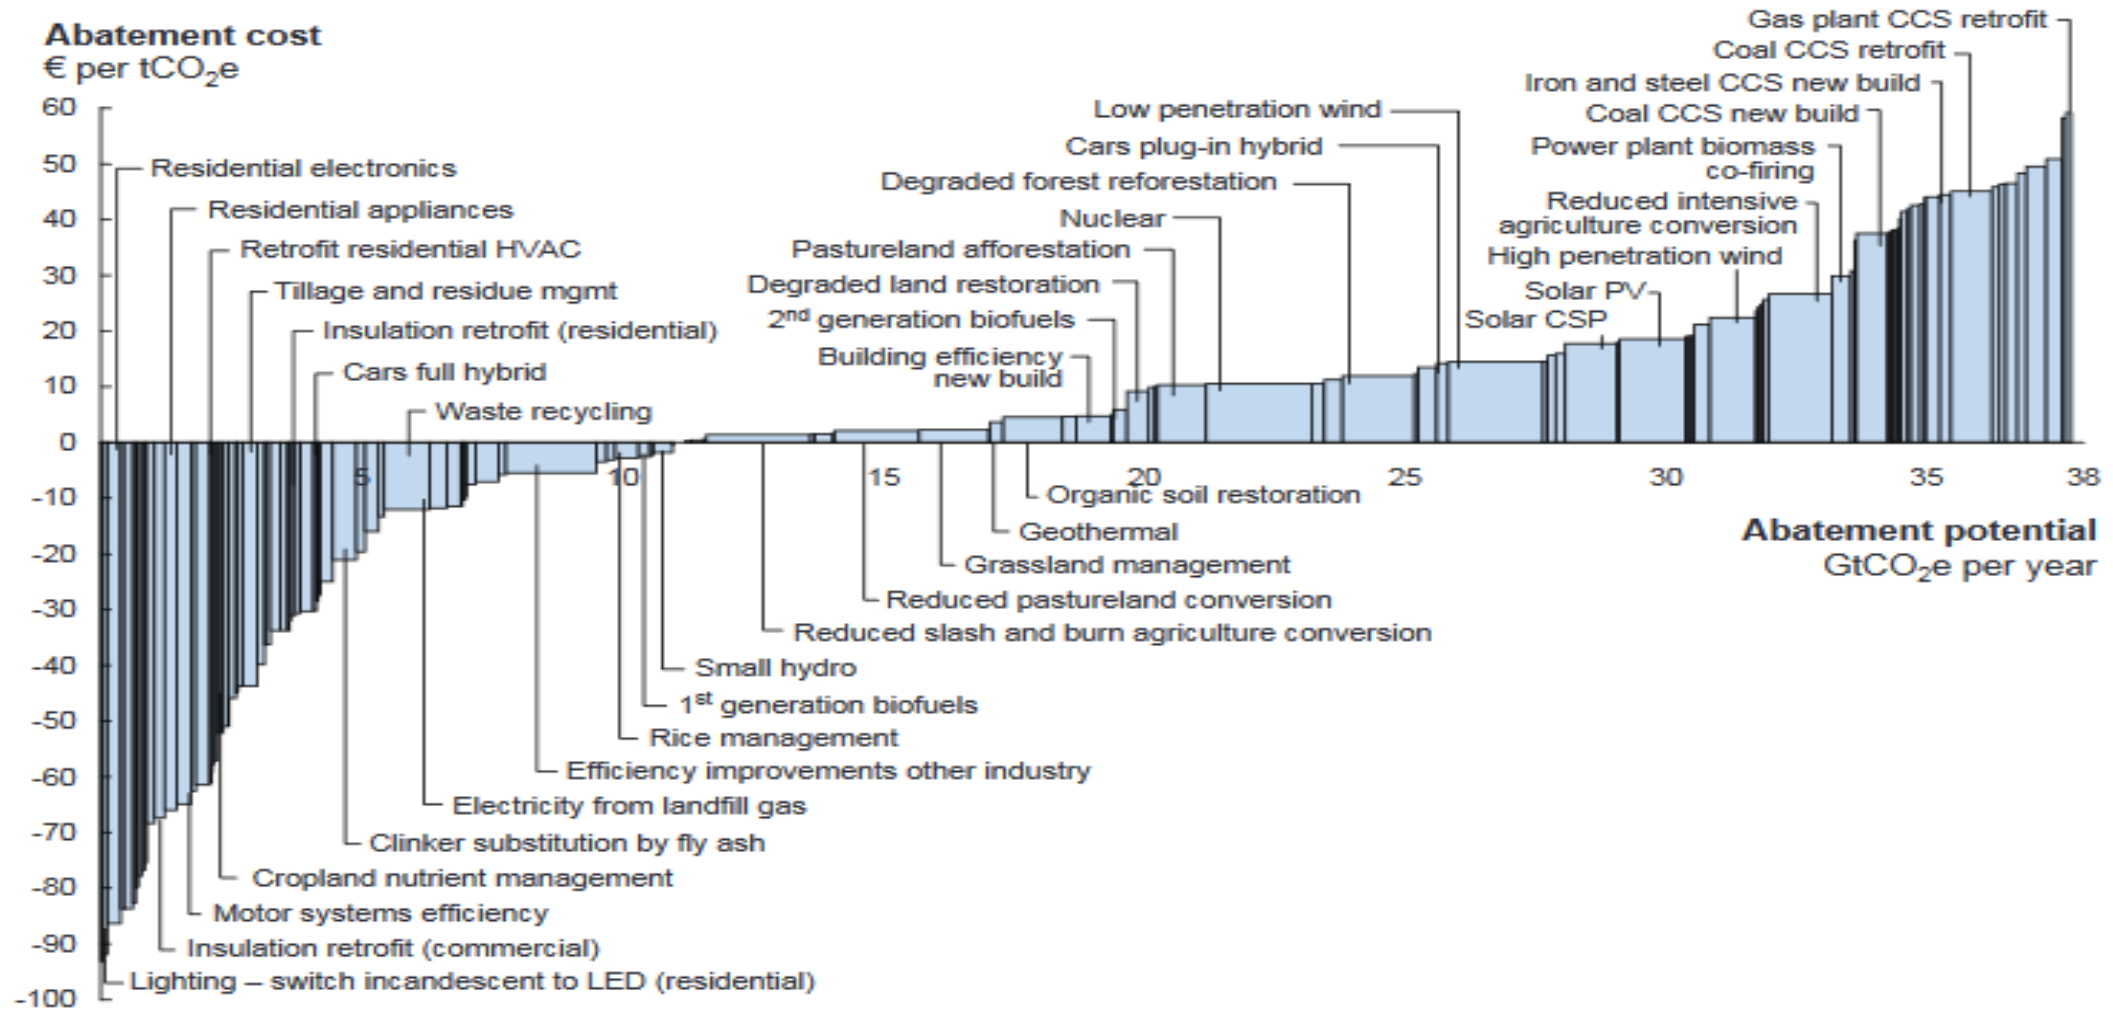 Abatement cost
€ per tCO₂e
60
50
40
30
20
10
0
-10
-20
-30
-40
-50
-60
-70
-80
-90
-100
Residential electronics
Residential appliances
Retrofit residential HVAC
Tillage and residue mgmt
Insulation retrofit (residential)
Cars full hybrid
Waste recycling
Gas plant CCS retrofit
Coal CCS retrofit
Iron and steel CCS new build
Coal CCS new build
Power plant biomass
co-firing
Reduced intensive
agriculture conversion
High penetration wind
Solar PV
Solar CSP
Low penetration wind
Cars plug-in hybrid
Degraded forest reforestation
Nuclear
Pastureland afforestation
Degraded land restoration
2nd generation biofuels
Building efficiency
new build
5
10
15
20
25
30
35
38
Abatement potential
GtCO₂e per year
Organic soil restoration
Geothermal
Grassland management
Reduced pastureland conversion
Reduced slash and burn agriculture conversion
Small hydro
1st generation biofuels
Rice management
Efficiency improvements other industry
Electricity from landfill gas
Clinker substitution by fly ash
Cropland nutrient management
Motor systems efficiency
Insulation retrofit (commercial)
Lighting – switch incandescent to LED (residential)